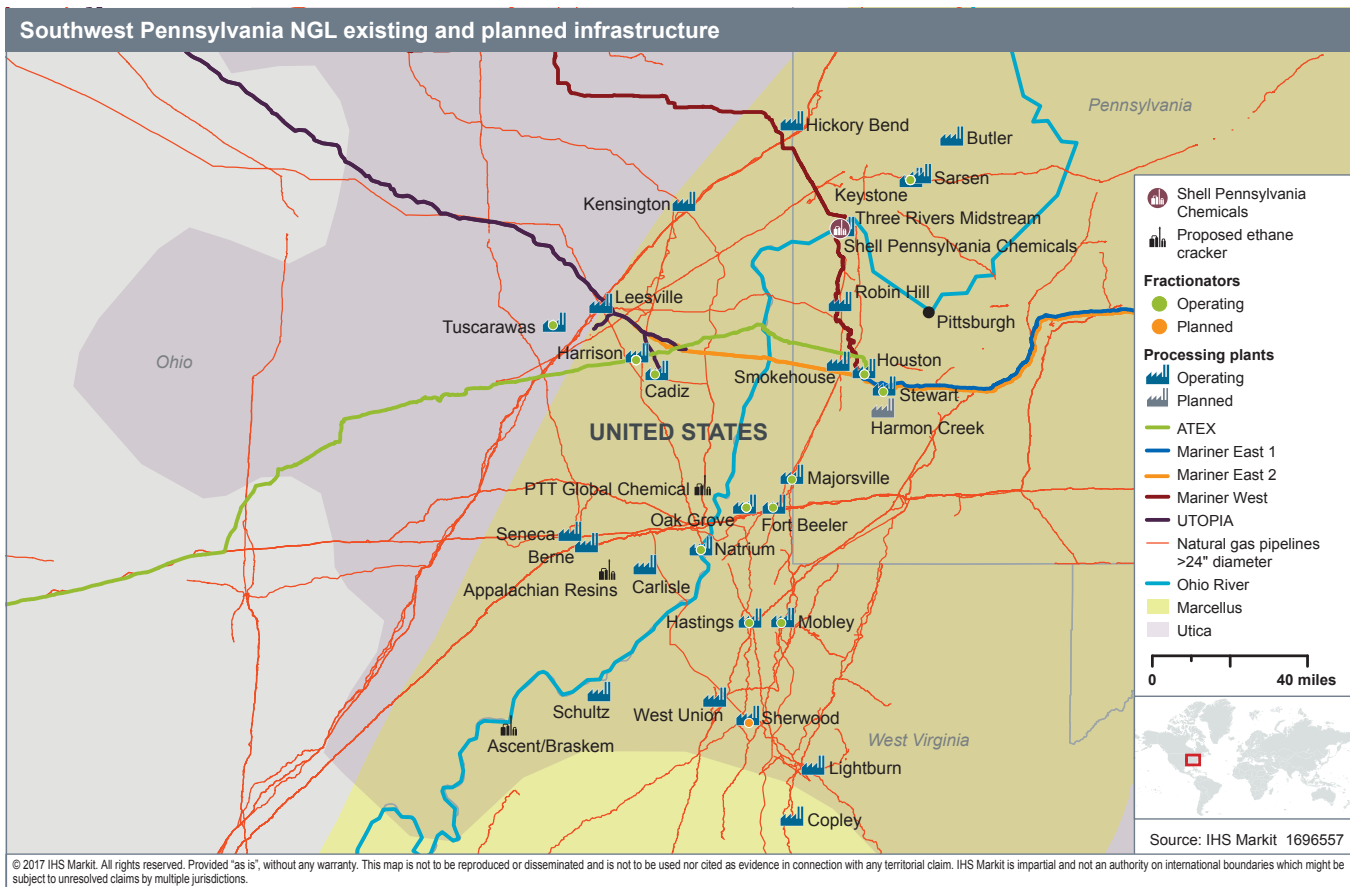 Southwest Pennsylvania NGL existing and planned infrastructure
Pennsylvania
Hickory Bend
Butler
Sarsen
Keystone
Kensington
Three Rivers Midstream
Shell Pennsylvania Chemicals
Robin Hill
Leesville
Pittsburgh
Tuscarawas
Ohio
Harrison
Houston
Smokehouse
Cadiz
Stewart
Harmon Creek
UNITED STATES
Majorsville
PTT Global Chemical
Oak Grove
Fort Beeler
Seneca
Berne
Natrium
Appalachian Resins
Carlisle
Hastings
Mobley
Schultz
West Union
Sherwood
Ascent/Braskem
West Virginia
Lightburn
Copley
Shell Pennsylvania
Chemicals
Proposed ethane
cracker
Fractionators
Operating
Planned
Processing plants
Operating
Planned
ATEX
Mariner East 1
Mariner East 2
Mariner West
UTOPIA
Natural gas pipelines
>24" diameter
Ohio River
Marcellus
Utica
0 40 miles
Source: IHS Markit 1696557
© 2017 IHS Markit. All rights reserved. Provided "as is", without any warranty. This map is not to be reproduced or disseminated and is not to be used nor cited as evidence in connection with any territorial claim. IHS Markit is impartial and not an authority on international boundaries which might be
subject to unresolved claims by multiple jurisdictions.